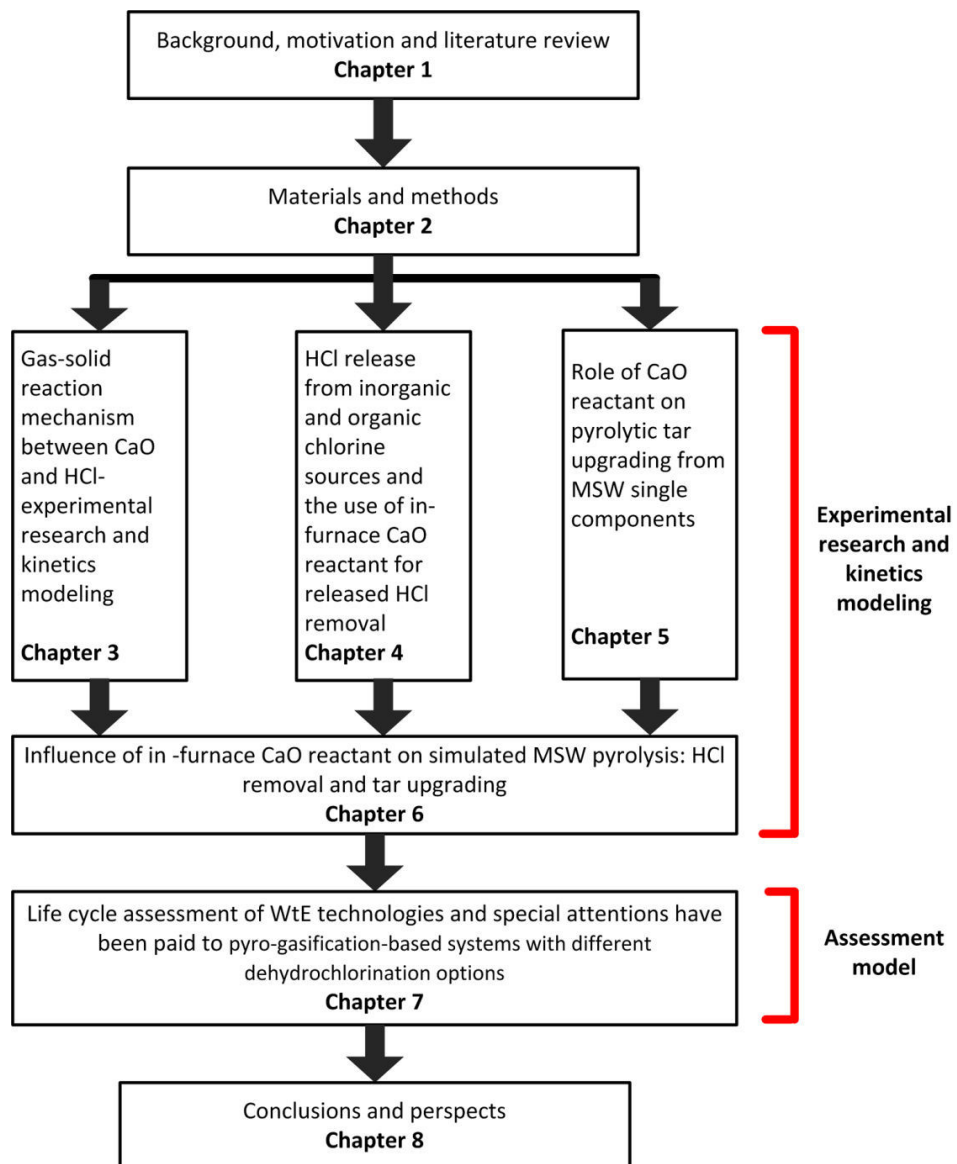 Background, motivation and literature review
Chapter 1
Materials and methods
Chapter 2
Gas-solid
reaction
mechanism
between CaO
and HCl-
experimental
research and
kinetics
modeling
Chapter 3
HCl release
from inorganic
and organic
chlorine
sources and
the use of in-
furnace CaO
reactant for
released HCl
removal
Chapter 4
Role of CaO
reactant on
pyrolytic tar
upgrading from
MSW single
components
Chapter 5
Experimental
research and
kinetics
modeling
Influence of in -furnace CaO reactant on simulated MSW pyrolysis: HCl
removal and tar upgrading
Chapter 6
Life cycle assessment of WtE technologies and special attentions have
been paid to pyro-gasification-based systems with different
dehydrochlorination options
Chapter 7
Assessment
model
Conclusions and perspects
Chapter 8